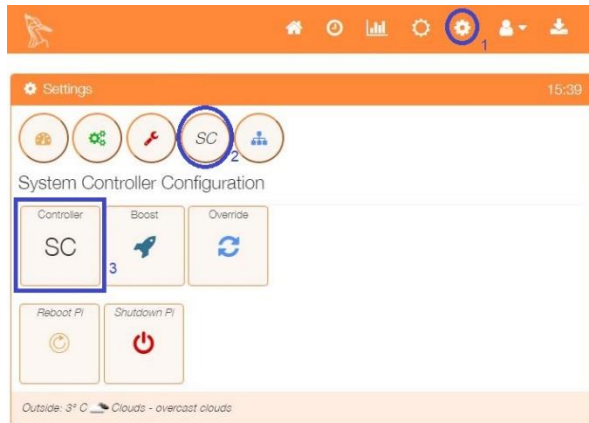 1
Settings 15:39
SC
2
System Controller Configuration
Controller Boost Override
SC
3
Reboot Pi Shutdown Pi
Outside: 3° C Clouds - overcast clouds